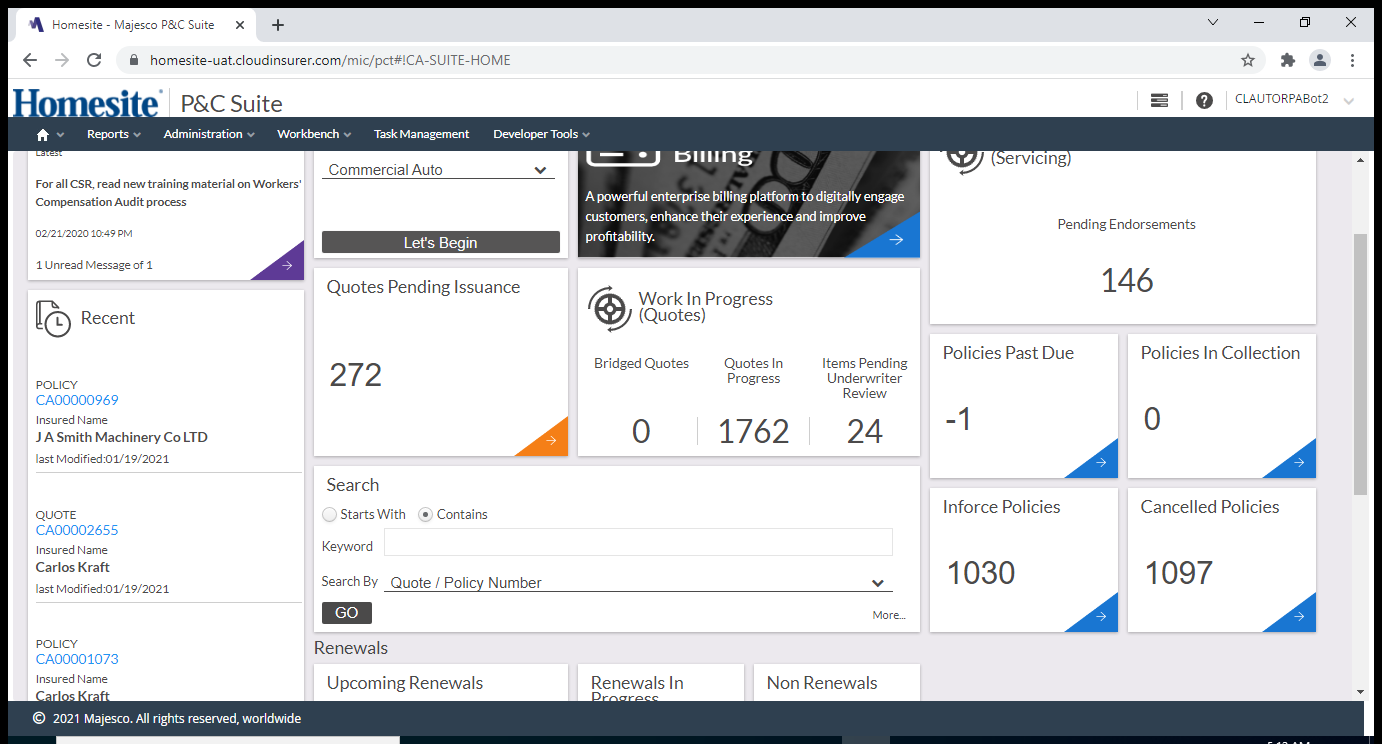 Homesite - Majesco P&C Suite
homesite-uat.cloudinsurer.com/mic/pct#!CA-SUITE-HOME
Homesite
P&C Suite
CLAUTORPABot2
Reports
Administration
Workbench
Task Management
Developer Tools
Latest
For all CSR, read new training material on Workers'
Compensation Audit process
02/21/2020 10:49 PM
1 Unread Message of 1
Recent
POLICY
CA00000969
Insured Name
J A Smith Machinery Co LTD
last Modified:01/19/2021
QUOTE
CA00002655
Insured Name
Carlos Kraft
last Modified:01/19/2021
POLICY
CA00001073
Insured Name
Carlos Kraft
Commercial Auto
Let's Begin
Billing
A powerful enterprise billing platform to digitally engage
customers, enhance their experience and improve
profitability.
Quotes Pending Issuance
272
Work In Progress
(Quotes)
Bridged Quotes
0
Quotes In
Progress
1762
Items Pending
Underwriter
Review
24
Search
Starts With
Contains
Keyword
Search By
Quote / Policy Number
GO
More...
Renewals
Upcoming Renewals
Renewals In
Progress
Non Renewals
(Servicing)
Pending Endorsements
146
Policies Past Due
-1
Policies In Collection
0
Inforce Policies
1030
Cancelled Policies
1097
© 2021 Majesco. All rights reserved, worldwide